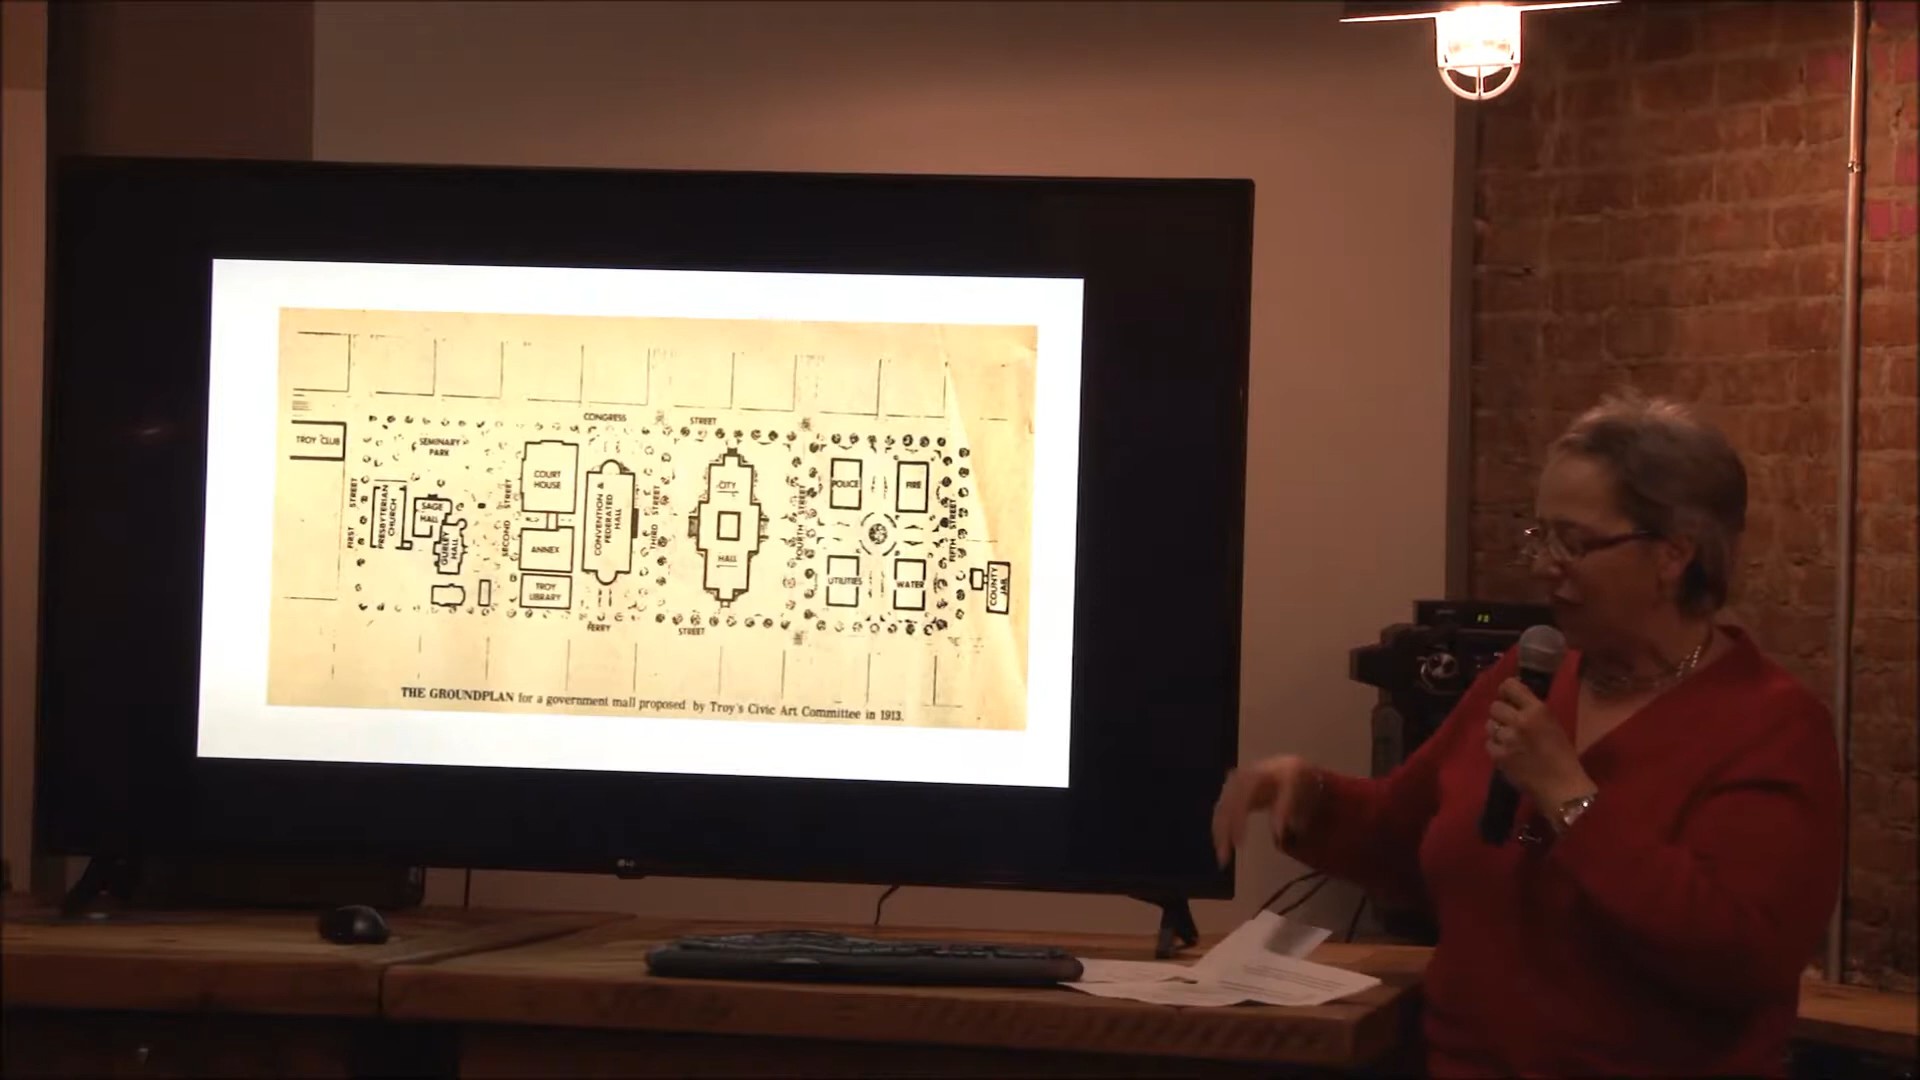 CONGRESS STREET
TROY CLUB
SEMINARY
PARK
COURT
HOUSE
CITY
HALL
POLICE
FIRE
FIRST STREET
PRESBYTERIAN
CHURCH
SAGE
HALL
GURLEY
HALL
SECOND STREET
ANNEX
TROY
LIBRARY
CONVENTION &
FEDERATED
HALL
THIRD STREET
FOURTH STREET
UTILITIES
WATER
FIFTH STREET
COUNTY
JAIL
FERRY STREET
THE GROUNDPLAN for a government mall proposed by Troy's Civic Art Committee in 1913.
LG